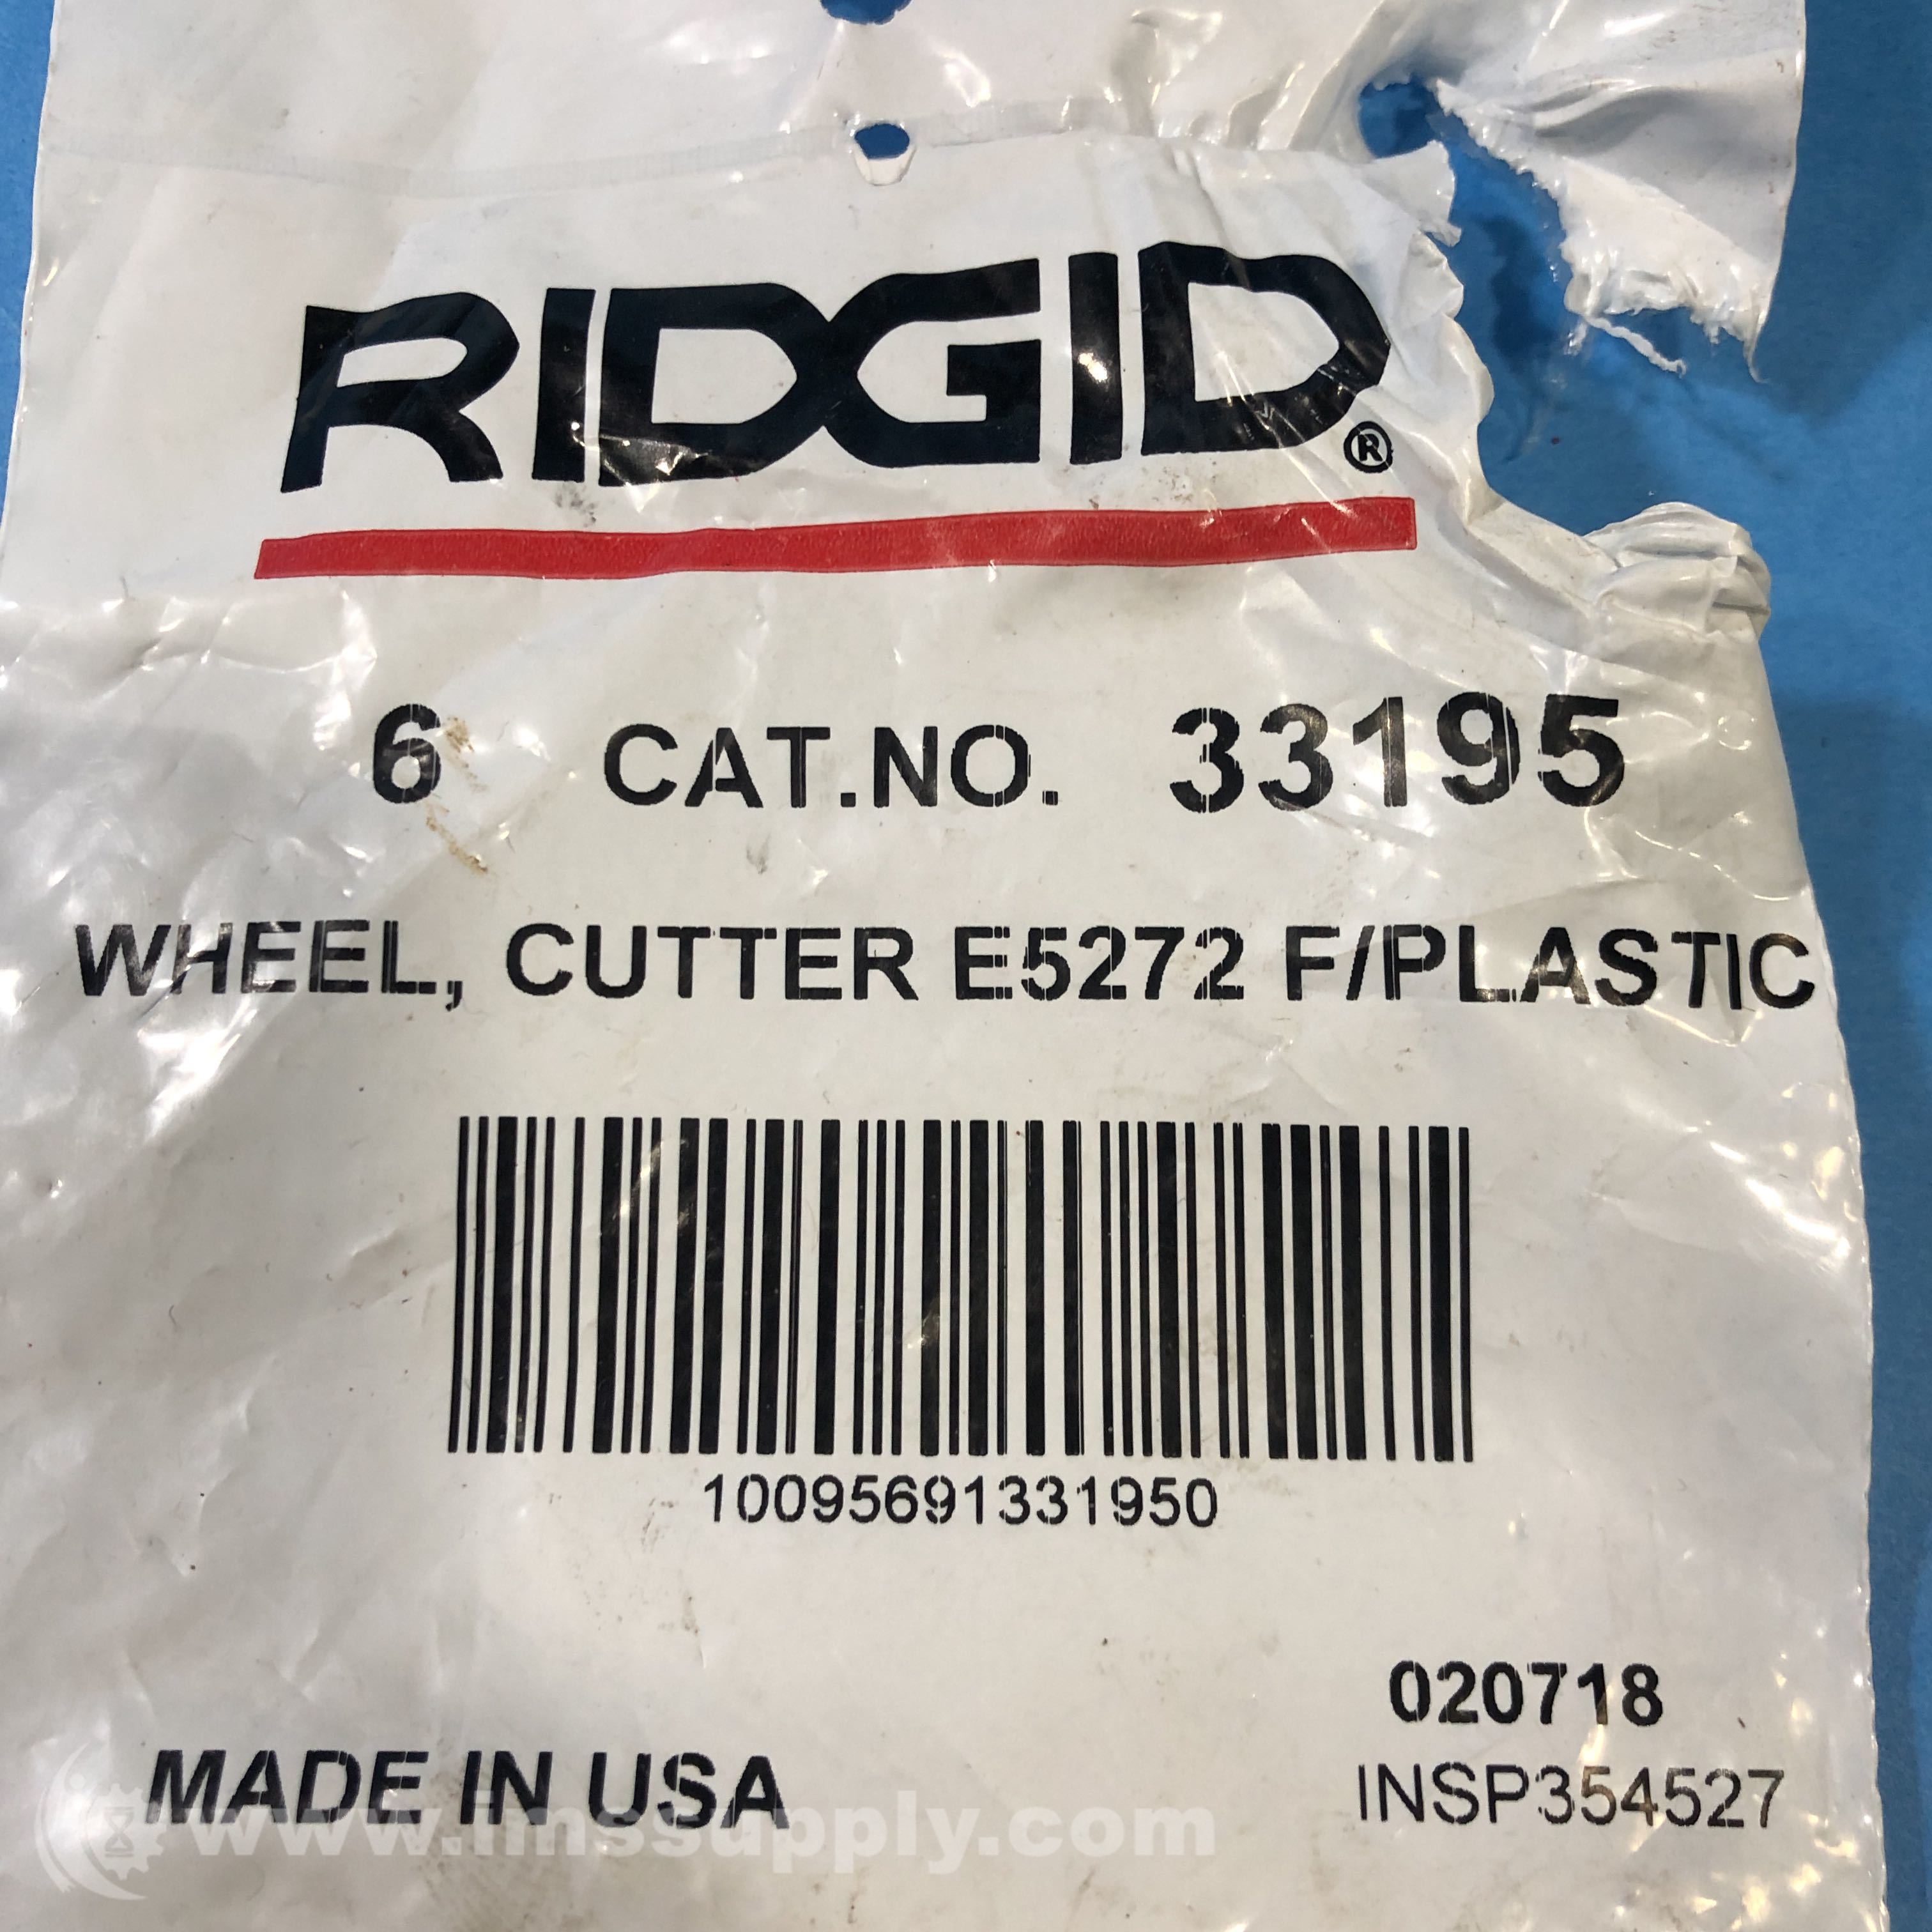 RIDGID®
6 CAT.NO. 33195
WHEEL, CUTTER E5272 F/PLASTIC
10095691331950
020718
MADE IN USA
INSP354527
www.imssupply.com